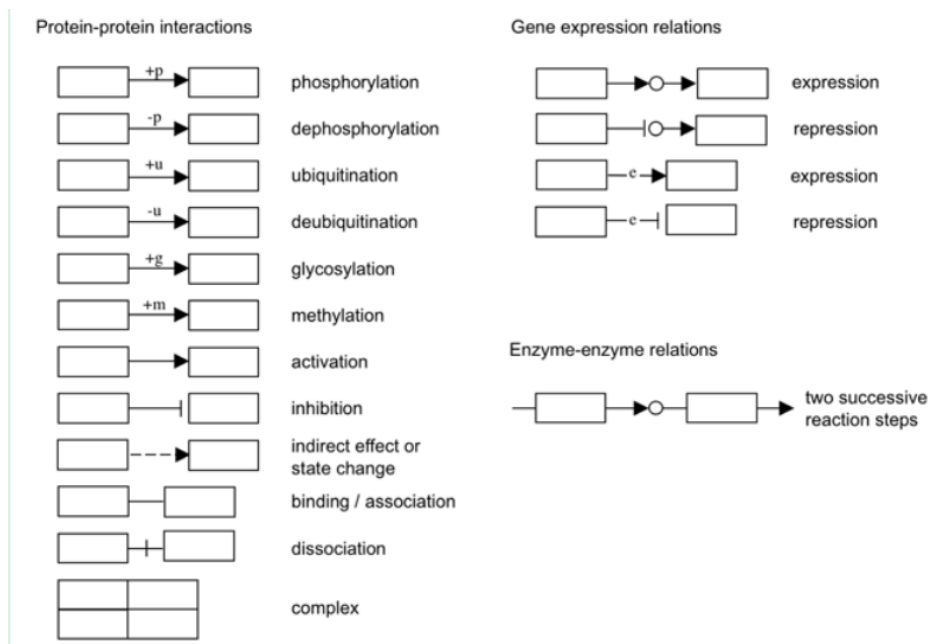 Protein-protein interactions
+p
phosphorylation
-p
dephosphorylation
+u
ubiquitination
-u
deubiquitination
+g
glycosylation
+m
methylation
activation
inhibition
indirect effect or
state change
binding / association
dissociation
complex
Gene expression relations
expression
repression
e
expression
e
repression
Enzyme-enzyme relations
two successive
reaction steps